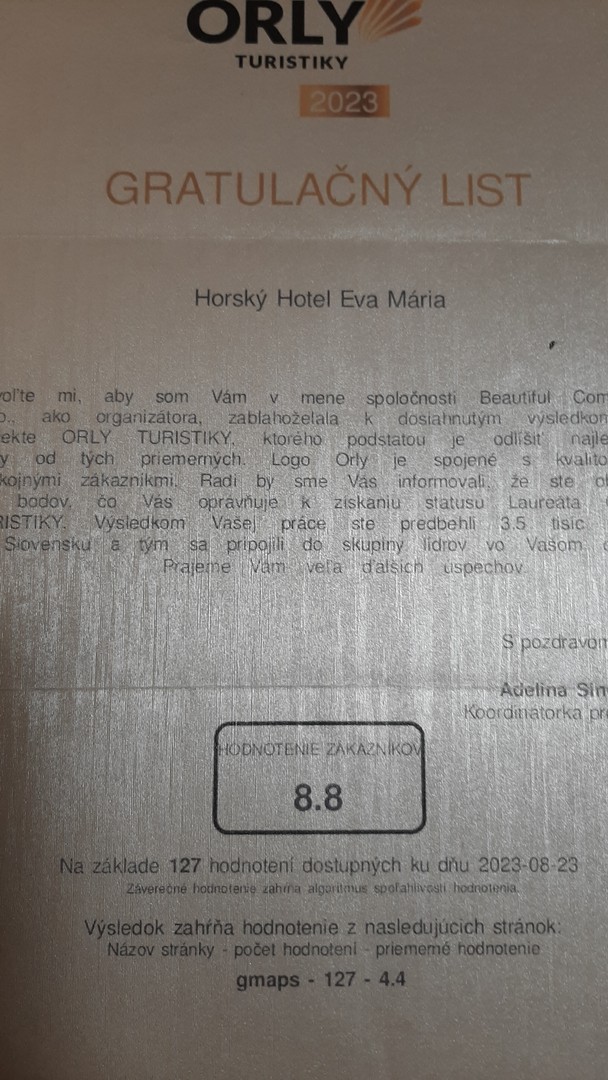 ORLY
TURISTIKY
2023
GRATULAČNÝ LIST
Horský Hotel Eva Mária
mi, aby som Vám v mene spoločnosti Beautiful
ako organizátora, zablahoželala k dosiahnutým
ORLY TURISTIKY, ktorého podstatou je odlíšiť
od tých priemerných. Logo Orly je spojené s
zákazníkmi. Radi by sme Vás informovali, že ste
bodov, čo Vás oprávňuje k získaniu statusu Laureáta
Výsledkom Vašej práce ste predbehli 3.5 tisíc
Slovensku a tým sa pripojili do skupiny lídrov vo Vašom
Prajeme Vám veľa ďalších úspechov
S pozdravom
Adelina
Koordinátorka
HODNOTENIE ZÁKAZNÍKOV
8.8
Na základe 127 hodnotení dostupných ku dňu 2023-08-23
Záverečné hodnotenie zahŕňa algoritmus spoľahlivosti hodnotenia.
Výsledok zahŕňa hodnotenie z nasledujúcich stránok:
Názov stránky - počet hodnotení - priemerné hodnotenie
gmaps - 127 - 4.4